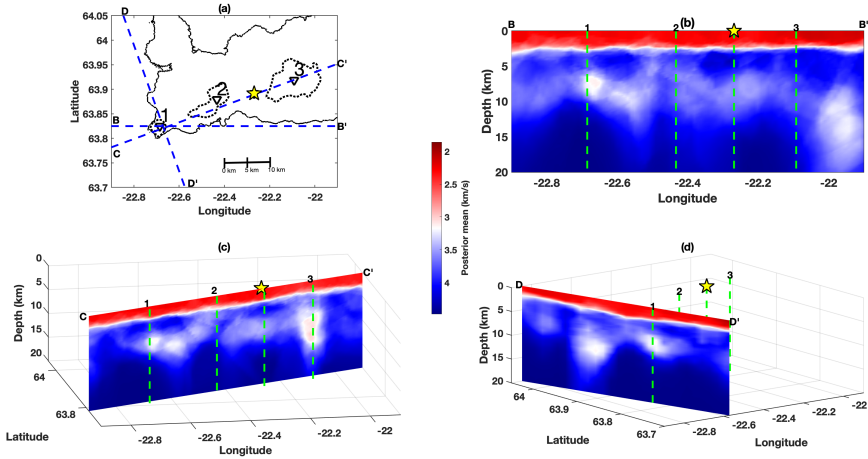 (a)
64.05
64
63.95
63.9
63.85
63.8
63.75
63.7
Latitude
D
C'
3
2
1
B
B'
C
D'
0 km 5 km 10 km
-22.8 -22.6 -22.4 -22.2 -22
Longitude
(b)
B 1 2 3 B'
0
5
10
15
20
Depth (km)
-22.8 -22.6 -22.4 -22.2 -22
Longitude
2
2.5
3
3.5
4
Posterior mean (km/s)
(c)
0
5
10
15
20
Depth (km)
C 1 2 3 C'
64
63.8
Latitude
-22.8 -22.6 -22.4 -22.2 -22
Longitude
(d)
0
5
10
15
20
Depth (km)
D 1 2 3 D'
64
63.9
63.8
63.7
Latitude
-22.8 -22.6 -22.4 -22.2 -22
Longitude